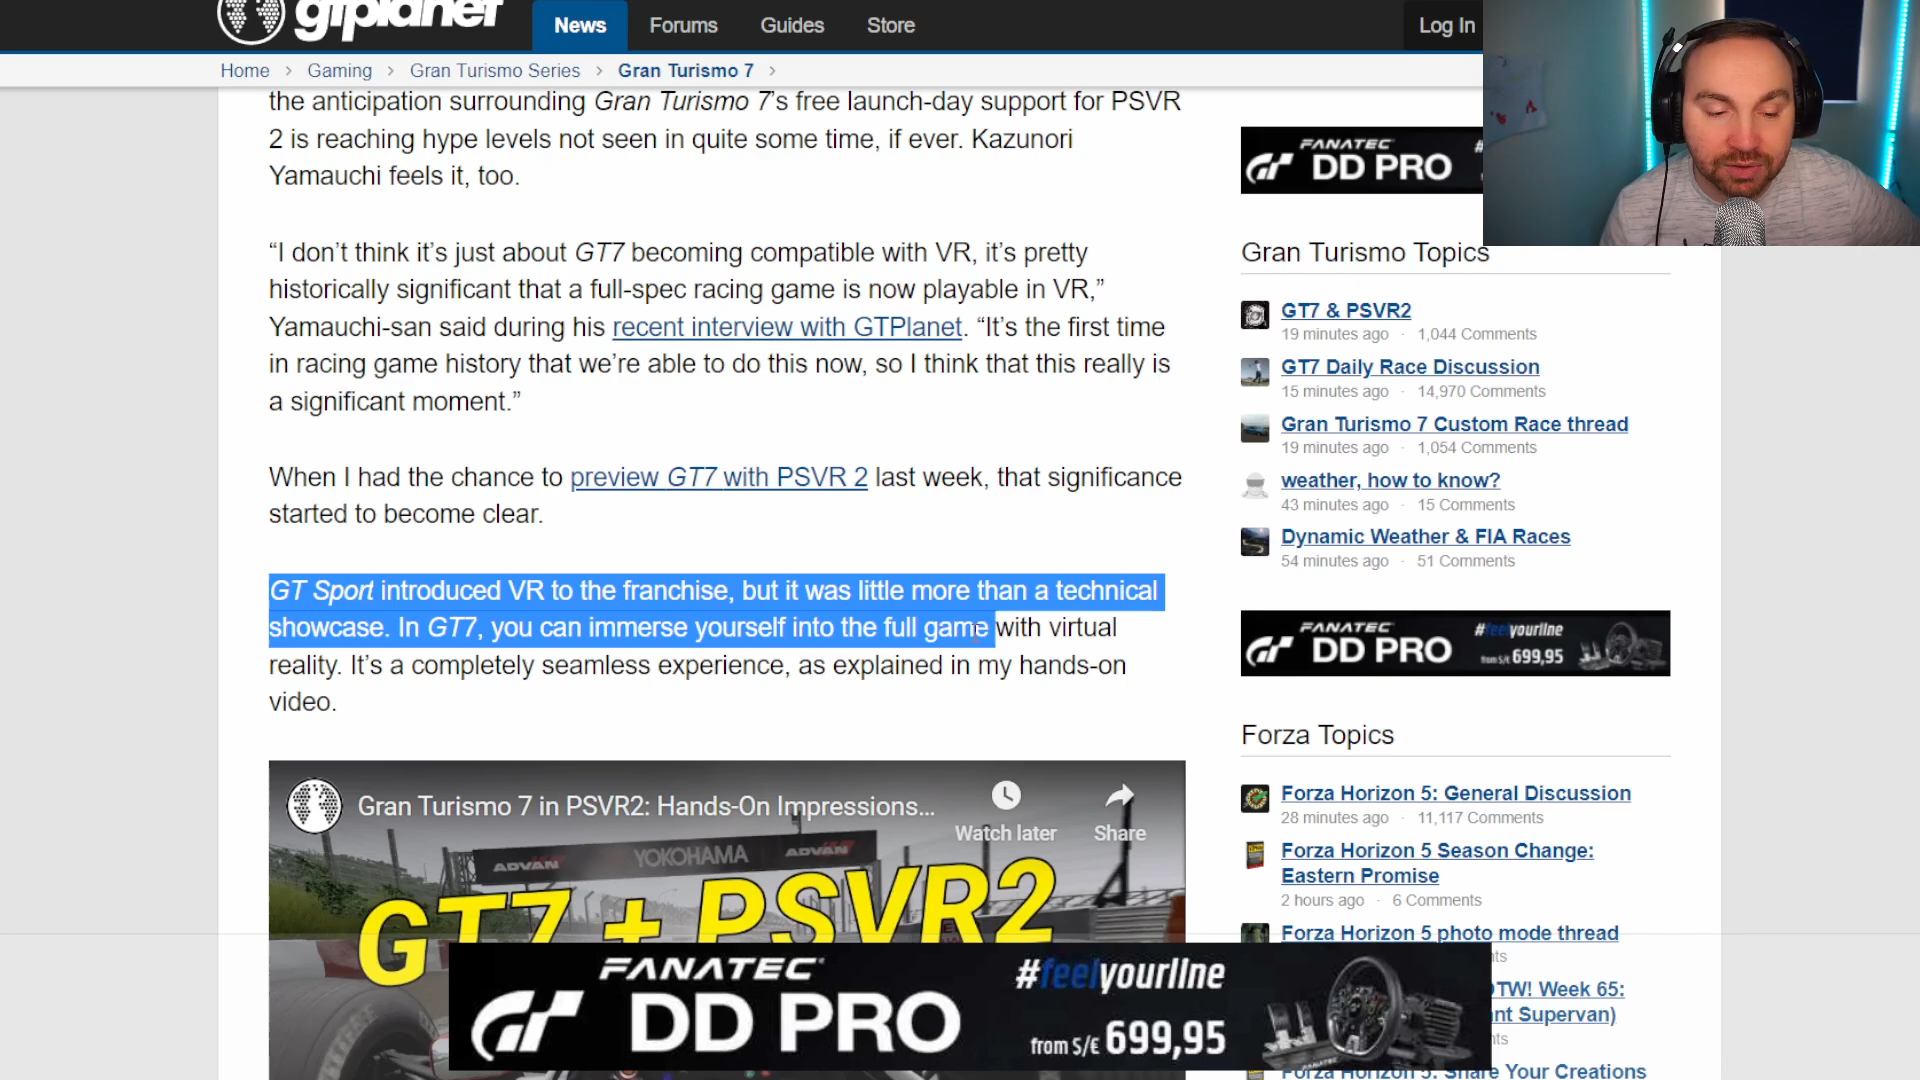 gtplanet
News
Forums
Guides
Store
Log In
Home > Gaming > Gran Turismo Series > Gran Turismo 7 >
the anticipation surrounding Gran Turismo 7's free launch-day support for PSVR
2 is reaching hype levels not seen in quite some time, if ever. Kazunori
Yamauchi feels it, too.
“I don’t think it’s just about GT7 becoming compatible with VR, it’s pretty
historically significant that a full-spec racing game is now playable in VR,”
Yamauchi-san said during his recent interview with GTPlanet. “It’s the first time
in racing game history that we’re able to do this now, so I think that this really is
a significant moment.”
When I had the chance to preview GT7 with PSVR 2 last week, that significance
started to become clear.
GT Sport introduced VR to the franchise, but it was little more than a technical
showcase. In GT7, you can immerse yourself into the full game with virtual
reality. It’s a completely seamless experience, as explained in my hands-on
video.
Gran Turismo 7 in PSVR2: Hands-On Impressions...
Watch later
Share
ADVAN
YOKOHAMA
ADVAN
GT7 + PSVR2
FANATEC
DD PRO
Gran Turismo Topics
GT7 & PSVR2
19 minutes ago · 1,044 Comments
GT7 Daily Race Discussion
15 minutes ago · 14,970 Comments
Gran Turismo 7 Custom Race thread
19 minutes ago · 1,054 Comments
weather, how to know?
43 minutes ago · 15 Comments
Dynamic Weather & FIA Races
54 minutes ago · 51 Comments
FANATEC
DD PRO
#feelyourline
from $/€ 699,95
Forza Topics
Forza Horizon 5: General Discussion
28 minutes ago · 11,117 Comments
Forza Horizon 5 Season Change:
Eastern Promise
2 hours ago · 6 Comments
Forza Horizon 5 photo mode thread
nts
OTW! Week 65:
nt Supervan)
nts
Forza Horizon 5: Share Your Creations
FANATEC
DD PRO
#feelyourline
from $/€ 699,95